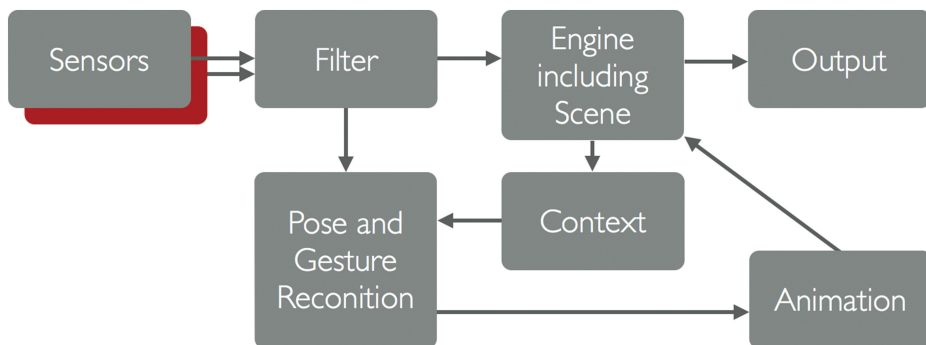 Sensors
Filter
Engine
including
Scene
Output
Pose and
Gesture
Reconition
Context
Animation